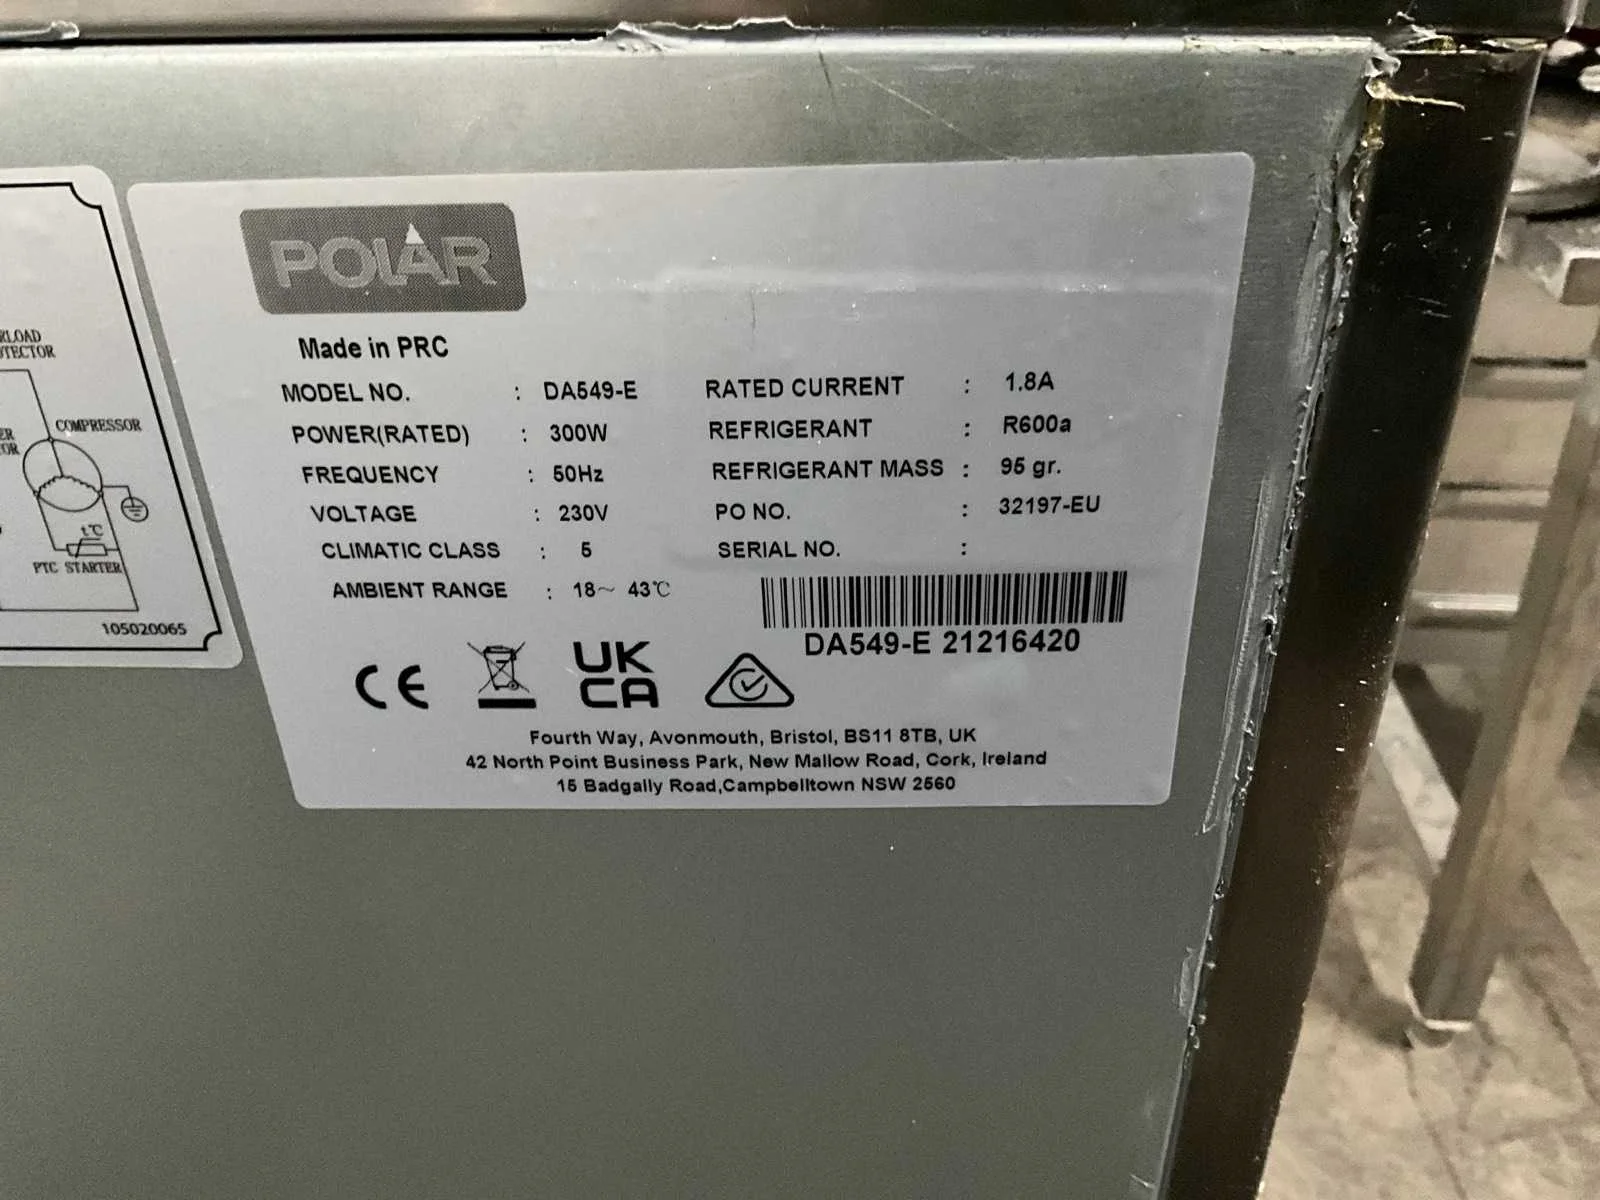 POLAR
Made in PRC
MODEL NO. : DA549-E
POWER(RATED) : 300W
FREQUENCY : 50Hz
VOLTAGE : 230V
CLIMATIC CLASS : 5
AMBIENT RANGE : 18~ 43℃
RATED CURRENT : 1.8A
REFRIGERANT : R600a
REFRIGERANT MASS : 95 gr.
PO NO. : 32197-EU
SERIAL NO. :
DA549-E 21216420
CE
UK
CA
Fourth Way, Avonmouth, Bristol, BS11 8TB, UK
42 North Point Business Park, New Mallow Road, Cork, Ireland
15 Badgally Road,Campbelltown NSW 2560
COMPRESSOR
t℃
PTC STARTER
105020065